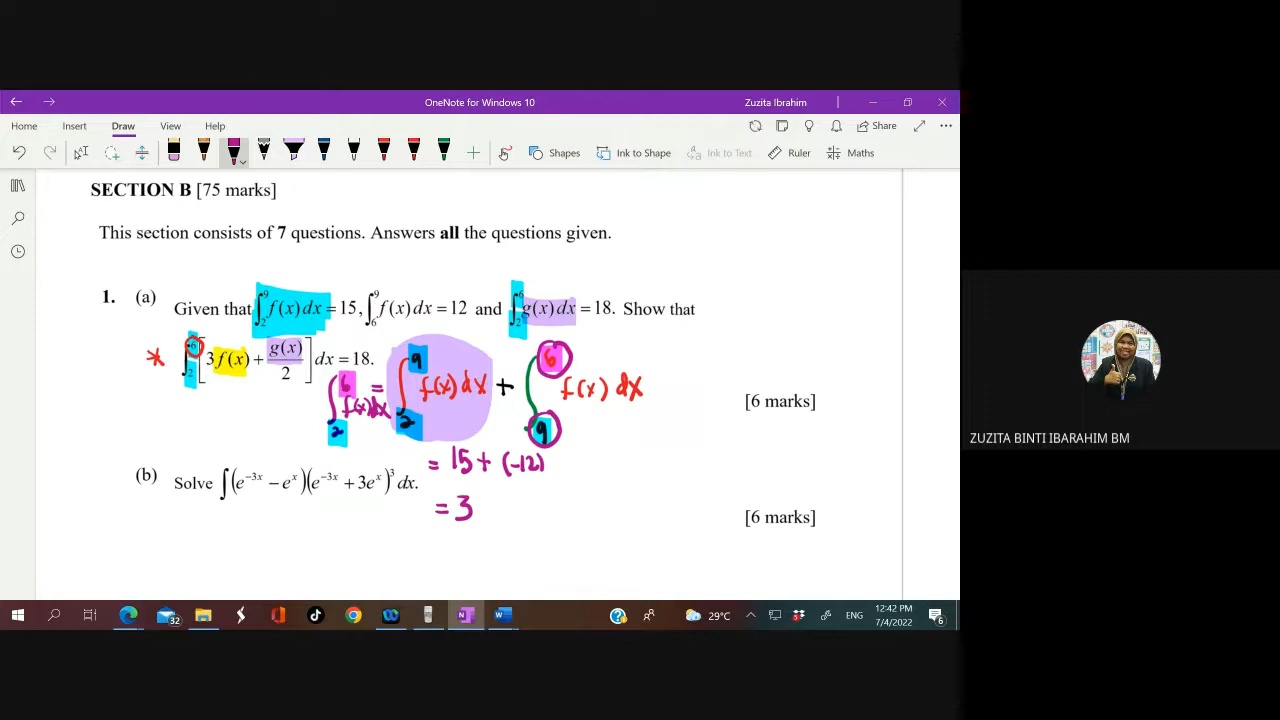 OneNote for Windows 10
Zuzita Ibrahim
Home Insert Draw View Help
Share
Shapes Ink to Shape Ink to Text Ruler Maths
SECTION B [75 marks]
This section consists of 7 questions. Answers all the questions given.
1. (a) Given that ∫₂⁹ f(x)dx = 15, ∫₆⁹ f(x)dx = 12 and ∫₂⁶ g(x)dx = 18. Show that
* ∫₂⁶ [3f(x) + g(x)/2] dx = 18.
∫₂⁶ f(x)dx = ∫₂⁹ f(x)dx + ∫₉⁶ f(x) dx
[6 marks]
= 15 + (-12)
(b) Solve ∫(e⁻³ˣ − eˣ)(e⁻³ˣ + 3eˣ)³ dx.
= 3
[6 marks]
ZUZITA BINTI IBARAHIM BM
32
29°C
5
ENG
12:42 PM
7/4/2022
6